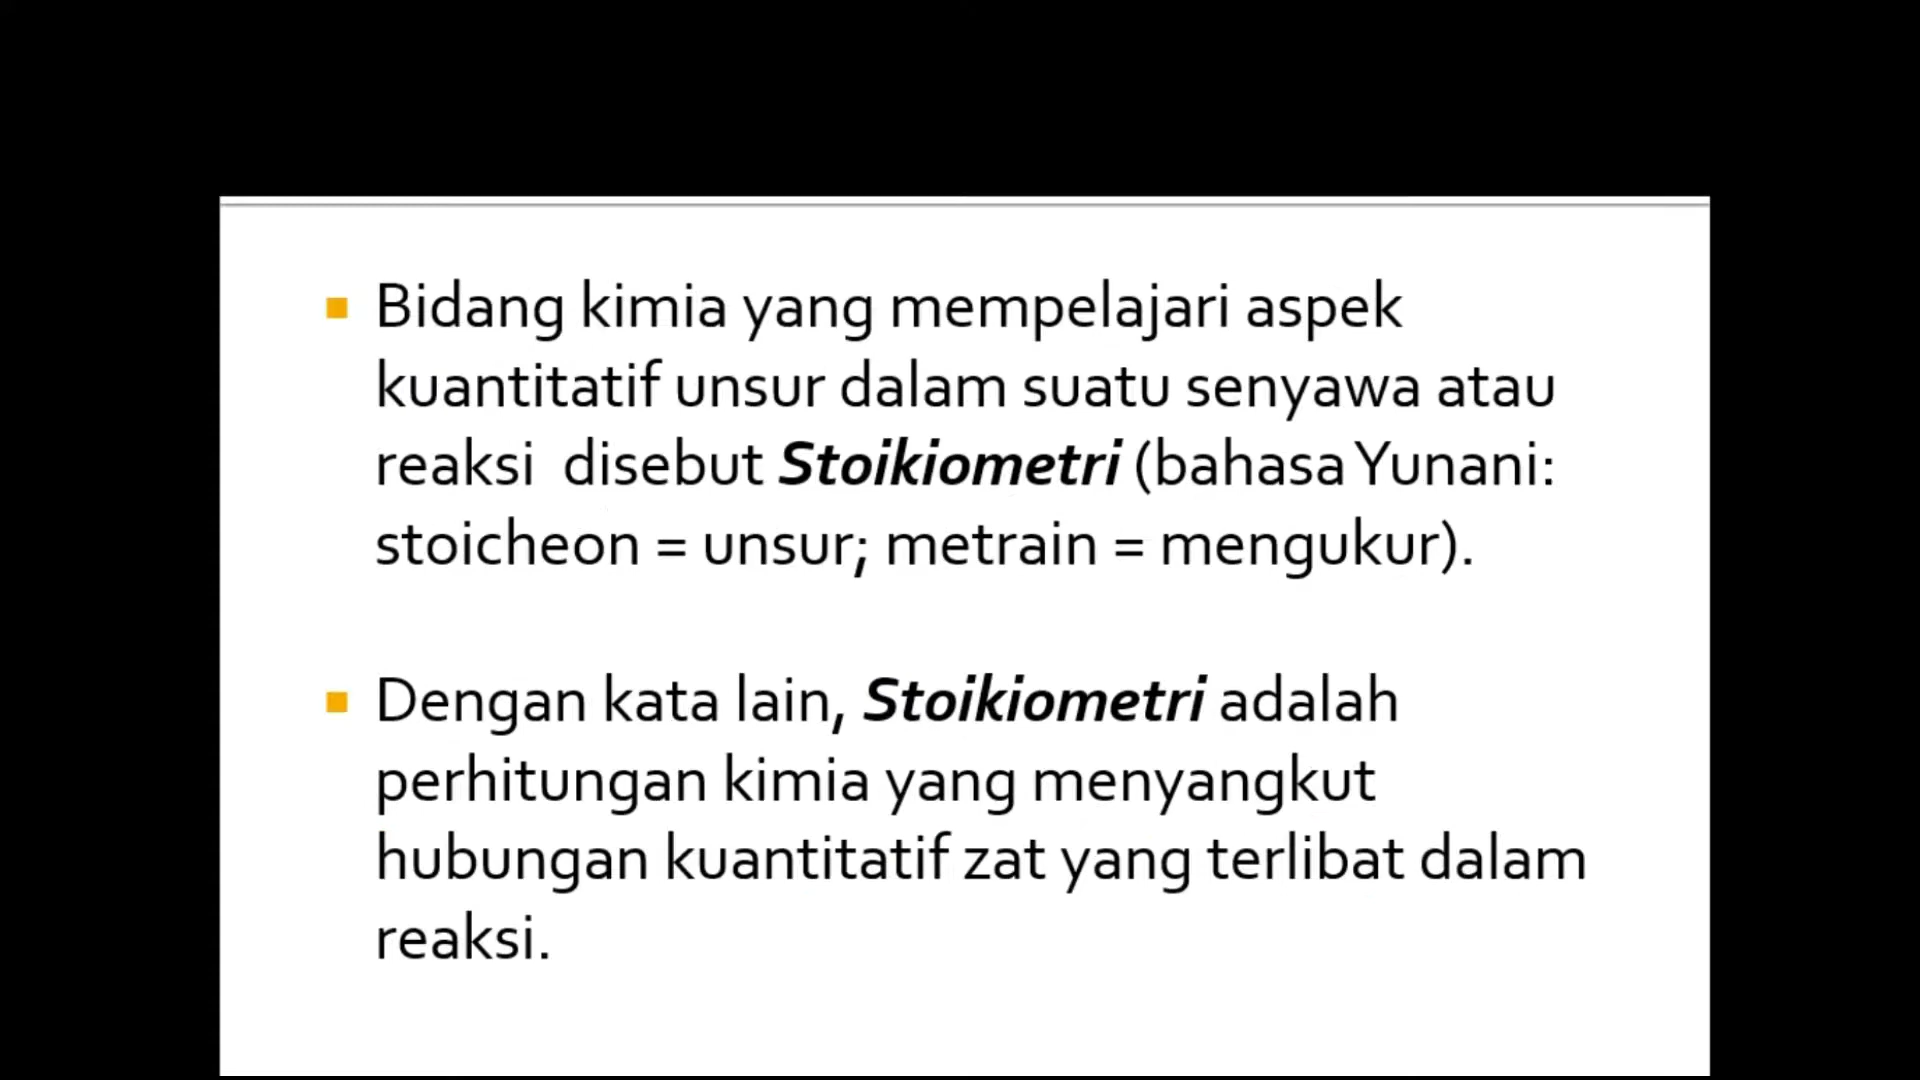 Bidang kimia yang mempelajari aspek
kuantitatif unsur dalam suatu senyawa atau
reaksi  disebut Stoikiometri (bahasa Yunani:
stoicheon = unsur; metrain = mengukur).
Dengan kata lain, Stoikiometri adalah
perhitungan kimia yang menyangkut
hubungan kuantitatif zat yang terlibat dalam
reaksi.